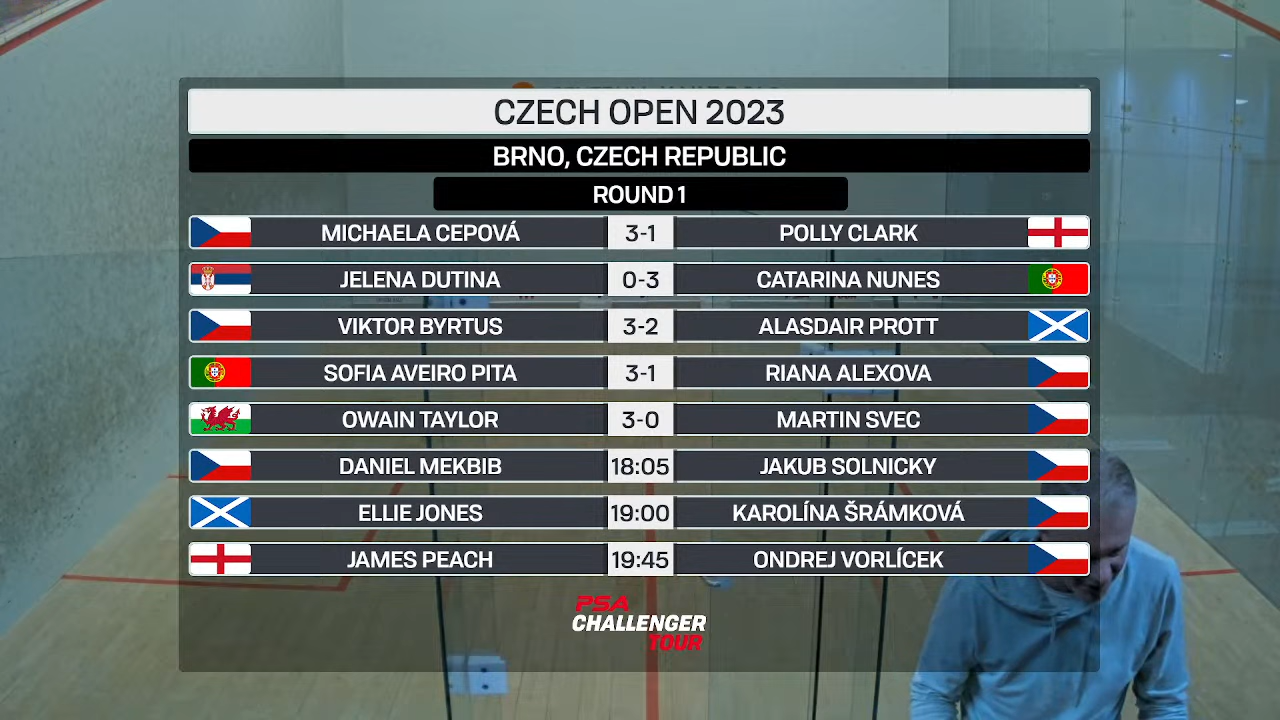 CZECH OPEN 2023
BRNO, CZECH REPUBLIC
ROUND 1
MICHAELA CEPOVÁ 3-1 POLLY CLARK
JELENA DUTINA 0-3 CATARINA NUNES
VIKTOR BYRTUS 3-2 ALASDAIR PROTT
SOFIA AVEIRO PITA 3-1 RIANA ALEXOVA
OWAIN TAYLOR 3-0 MARTIN SVEC
DANIEL MEKBIB 18:05 JAKUB SOLNICKY
ELLIE JONES 19:00 KAROLÍNA ŠRÁMKOVÁ
JAMES PEACH 19:45 ONDREJ VORLÍCEK
PSA
CHALLENGER
TOUR